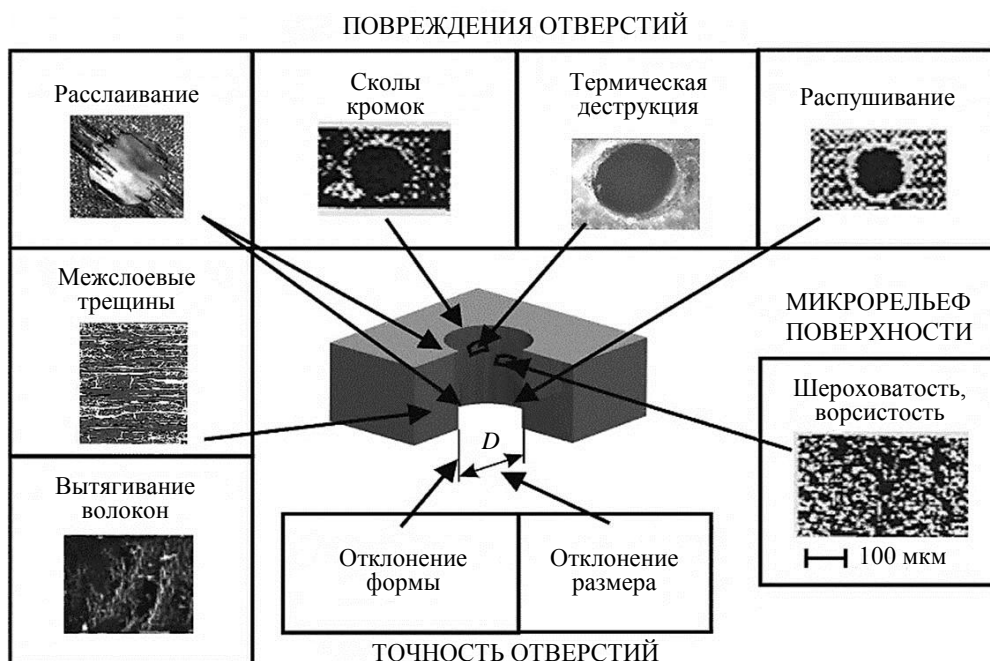 ПОВРЕЖДЕНИЯ ОТВЕРСТИЙ
Расслаивание
Сколы
кромок
Термическая
деструкция
Распушивание
Межслоевые
трещины
МИКРОРЕЛЬЕФ
ПОВЕРХНОСТИ
Шероховатость,
ворсистость
100 мкм
D
Вытягивание
волокон
Отклонение
формы
Отклонение
размера
ТОЧНОСТЬ ОТВЕРСТИЙ